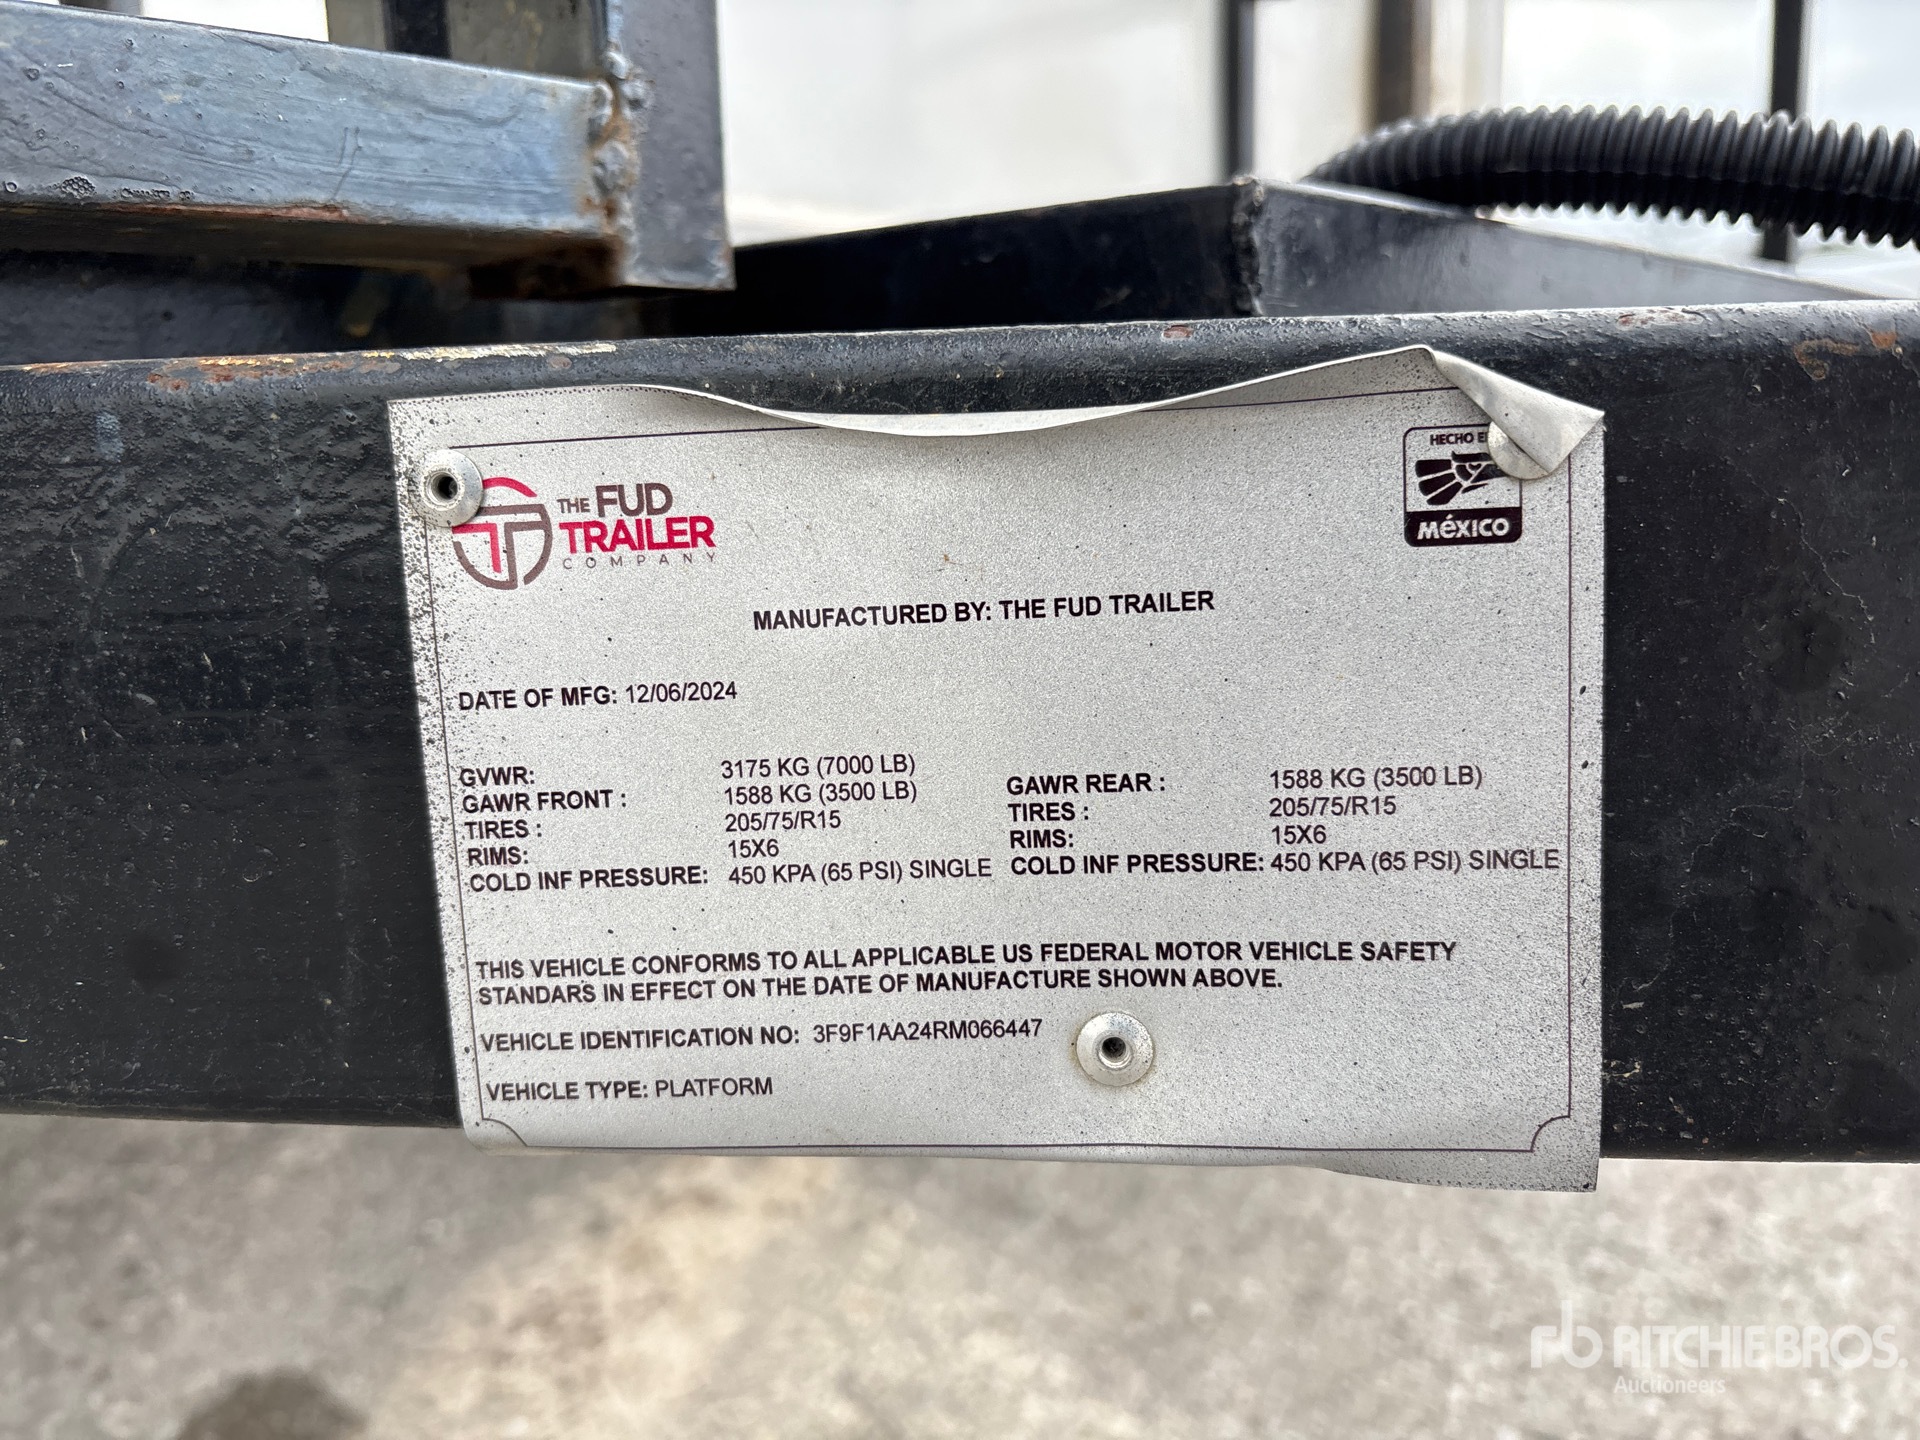 THE FUD
TRAILER
COMPANY
HECHO
MÉXICO
MANUFACTURED BY: THE FUD TRAILER
DATE OF MFG: 12/06/2024
GVWR: 3175 KG (7000 LB)
GAWR FRONT : 1588 KG (3500 LB)
TIRES : 205/75/R15
RIMS: 15X6
COLD INF PRESSURE: 450 KPA (65 PSI) SINGLE
GAWR REAR : 1588 KG (3500 LB)
TIRES : 205/75/R15
RIMS: 15X6
COLD INF PRESSURE: 450 KPA (65 PSI) SINGLE
THIS VEHICLE CONFORMS TO ALL APPLICABLE US FEDERAL MOTOR VEHICLE SAFETY
STANDARS IN EFFECT ON THE DATE OF MANUFACTURE SHOWN ABOVE.
VEHICLE IDENTIFICATION NO: 3F9F1AA24RM066447
VEHICLE TYPE: PLATFORM
rb RITCHIE BROS.
Auctioneers